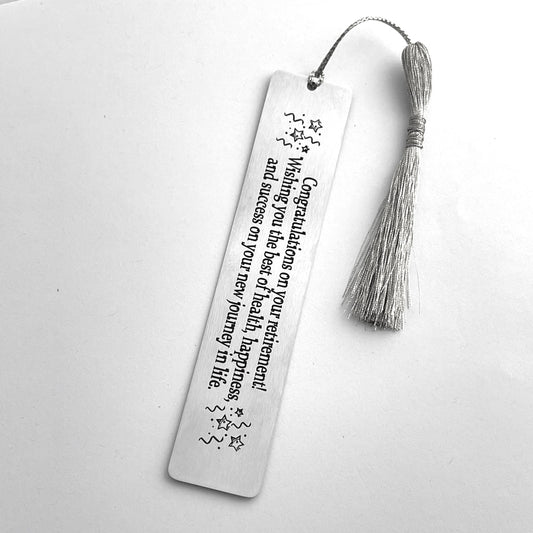 Congratulations on your retirement!
Wishing you the best of health, happiness,
and success on your new journey in life.